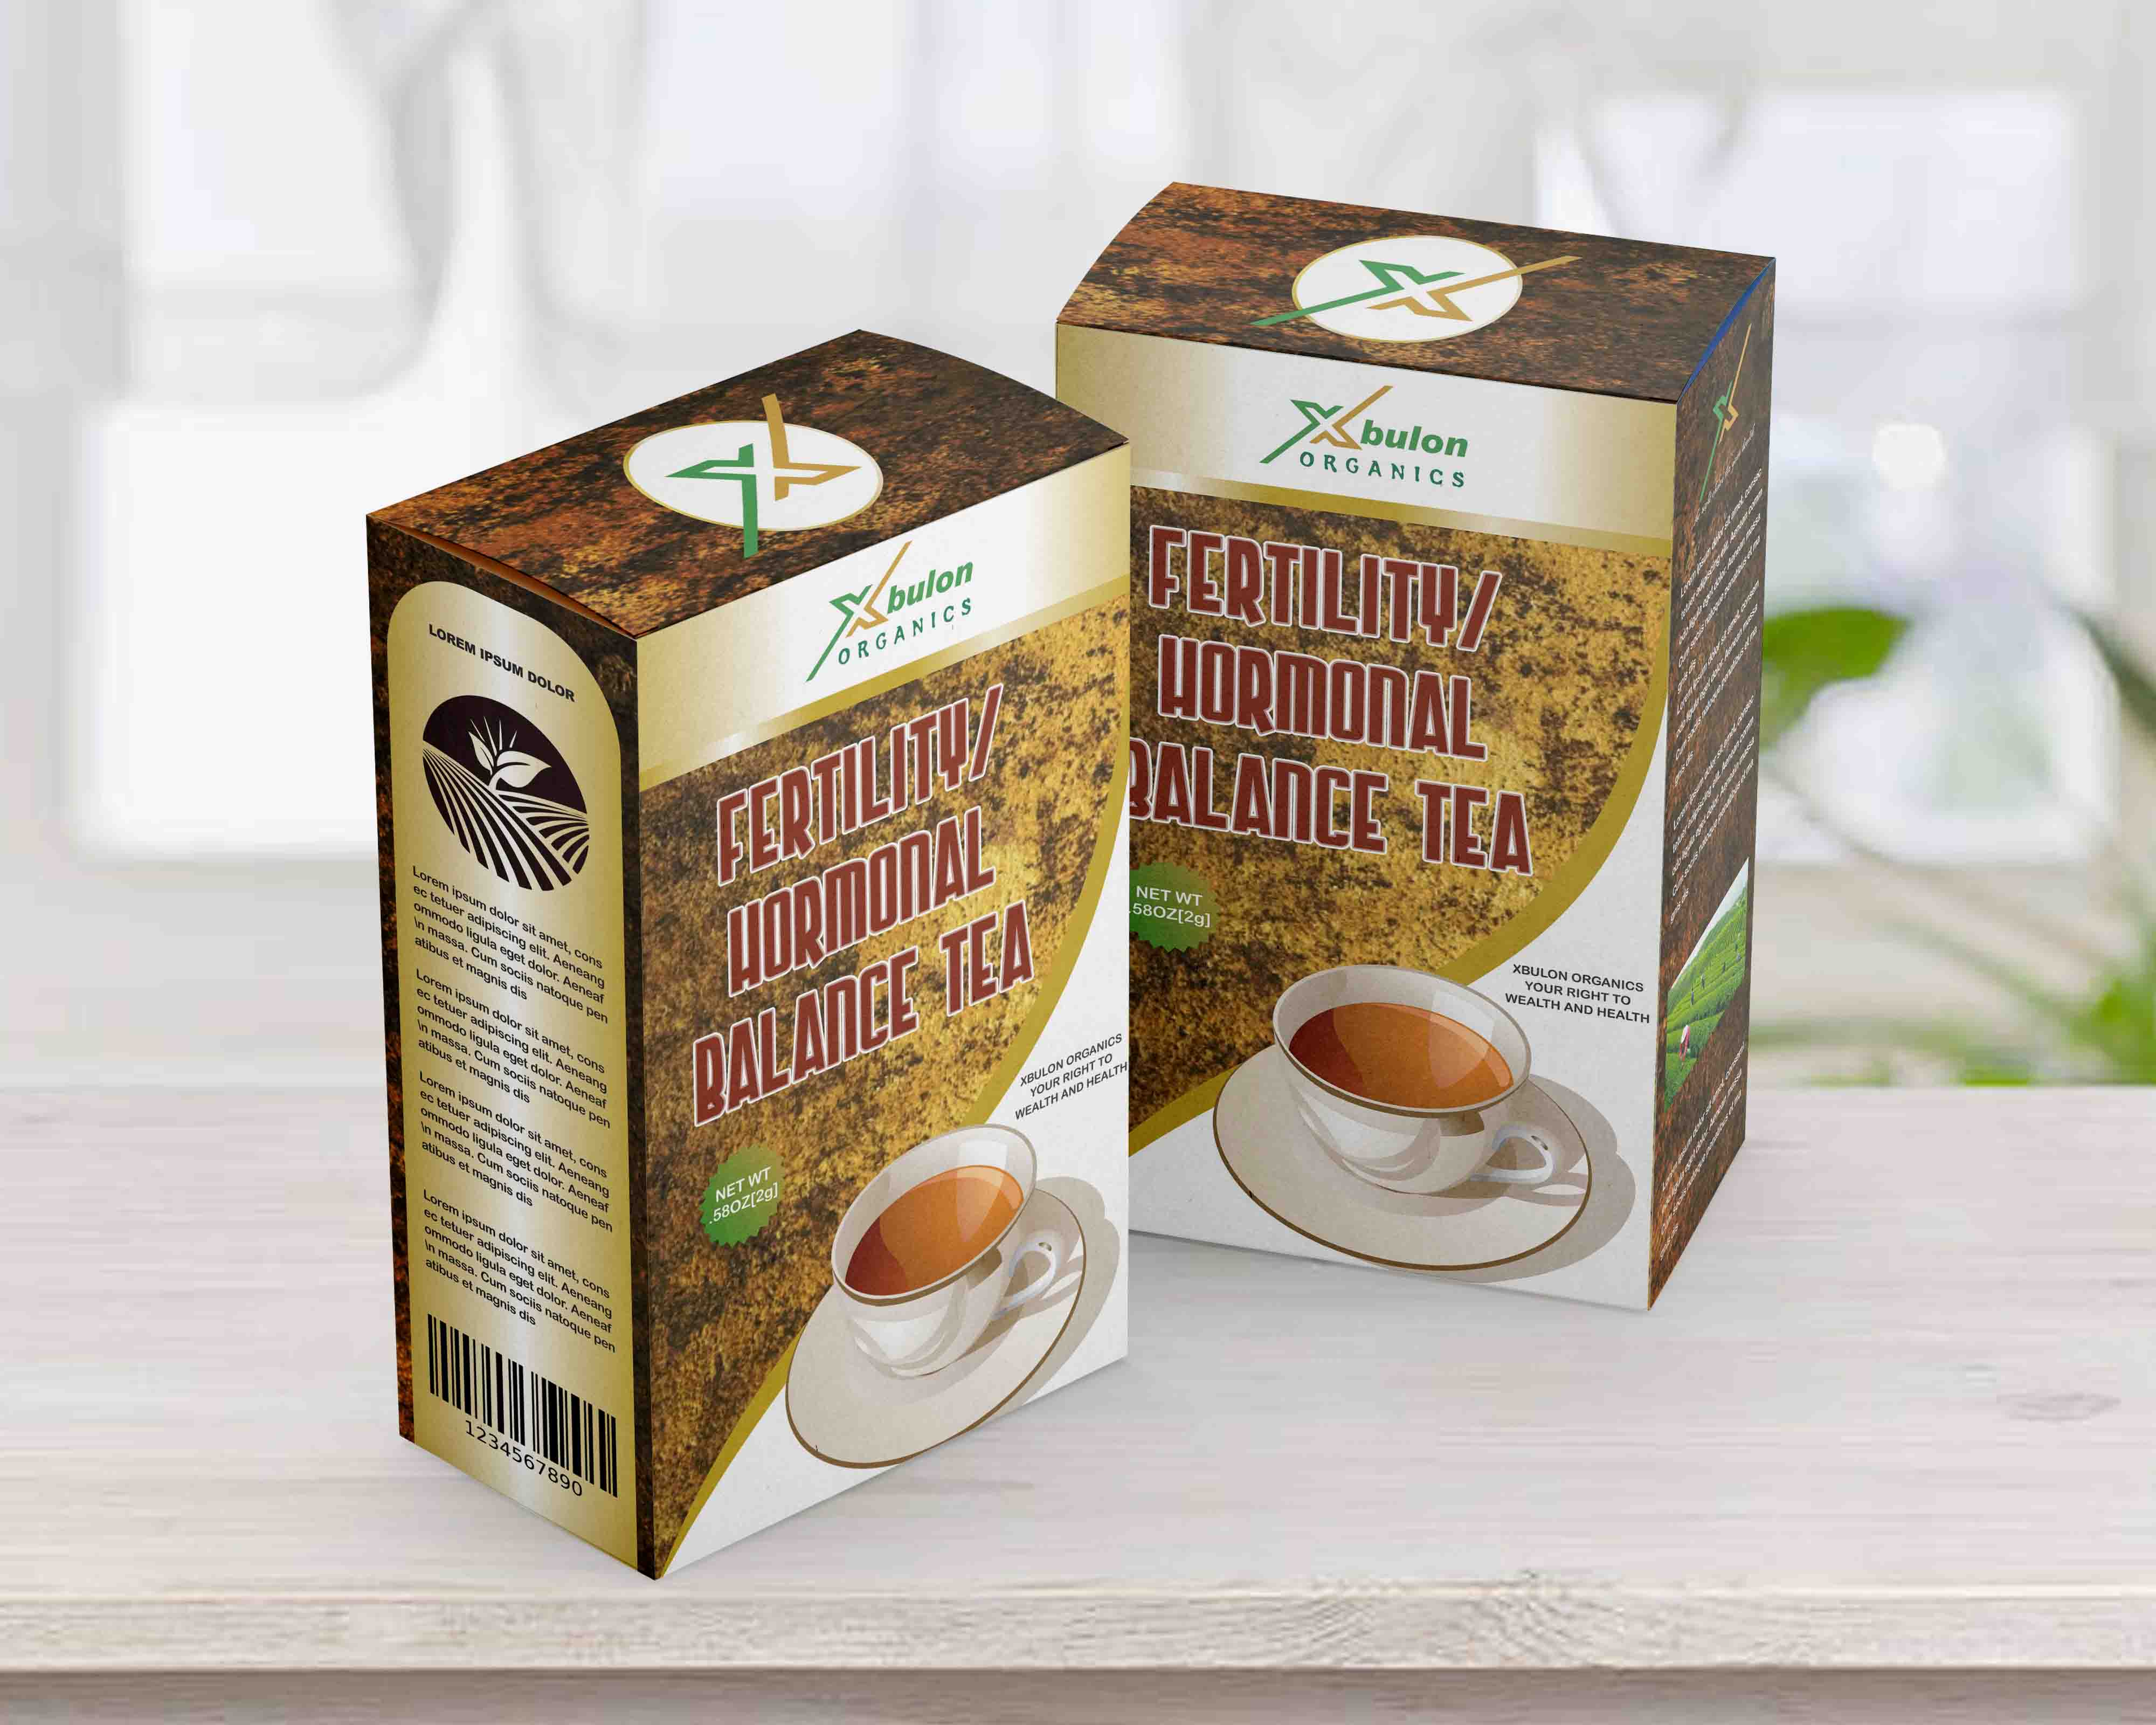 Xbulon
ORGANICS
FERTILITY/
HORMONAL
BALANCE TEA
NET WT
.58OZ[2g]
XBULON ORGANICS
YOUR RIGHT TO
WEALTH AND HEALTH
LOREM IPSUM DOLOR
Lorem ipsum dolor sit amet, cons
ec tetuer adipiscing elit. Aeneang
ommodo ligula eget dolor. Aeneaf
\n massa. Cum sociis natoque pen
atibus et magnis dis
Lorem ipsum dolor sit amet, cons
ec tetuer adipiscing elit. Aeneang
ommodo ligula eget dolor. Aeneaf
\n massa. Cum sociis natoque pen
atibus et magnis dis
Lorem ipsum dolor sit amet, cons
ec tetuer adipiscing elit. Aeneang
ommodo ligula eget dolor. Aeneaf
\n massa. Cum sociis natoque pen
atibus et magnis dis
Lorem ipsum dolor sit amet, cons
ec tetuer adipiscing elit. Aeneang
ommodo ligula eget dolor. Aeneaf
\n massa. Cum sociis natoque pen
atibus et magnis dis
1234567890
Xbulon
ORGANICS
FERTILITY/
HORMONAL
BALANCE TEA
NET WT
.58OZ[2g]
XBULON ORGANICS
YOUR RIGHT TO
WEALTH AND HEALTH